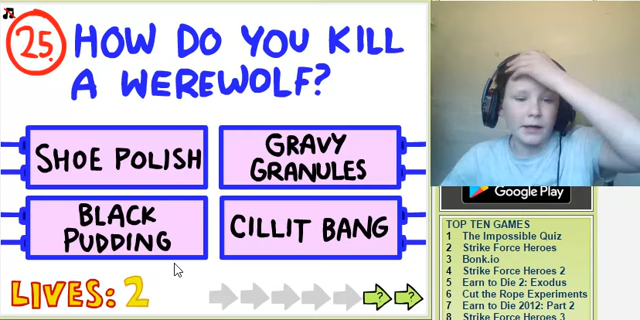 25.
HOW DO YOU KILL
A WEREWOLF?
SHOE POLISH
GRAVY
GRANULES
BLACK
PUDDING
CILLIT BANG
LIVES: 2
? ?
Google Play
TOP TEN GAMES
1 The Impossible Quiz
2 Strike Force Heroes
3 Bonk.io
4 Strike Force Heroes 2
5 Earn to Die 2: Exodus
6 Cut the Rope Experiments
7 Earn to Die 2012: Part 2
8 Strike Force Heroes 3